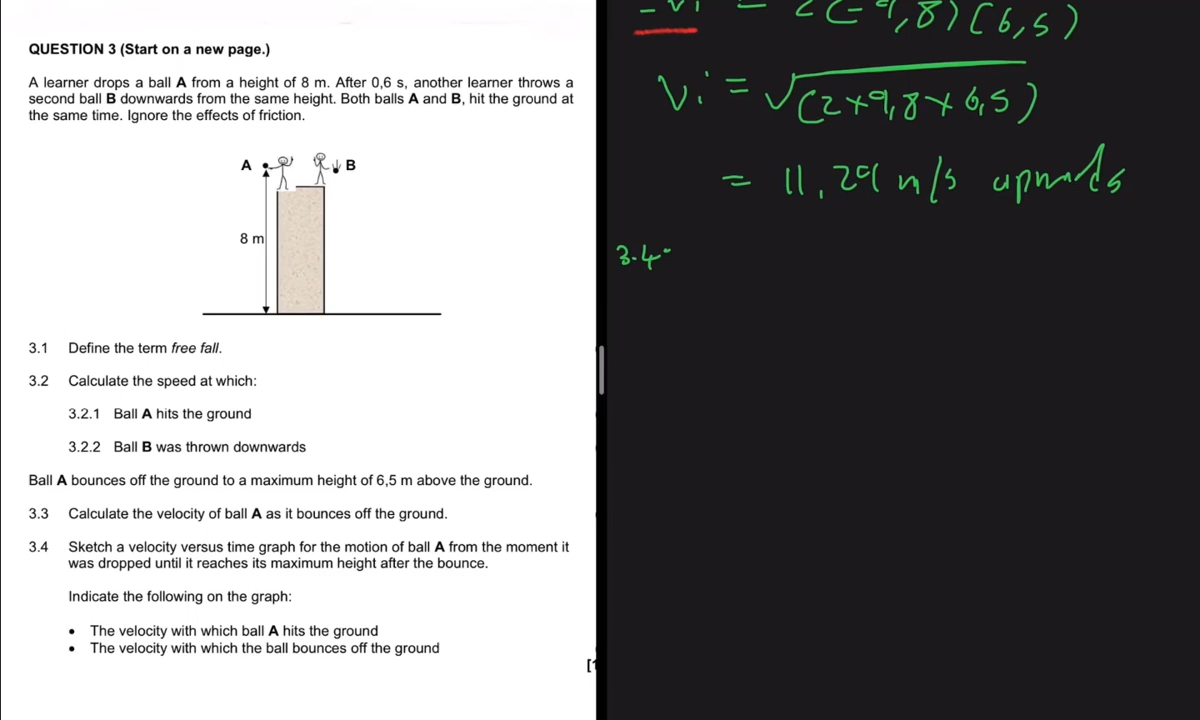 QUESTION 3 (Start on a new page.)
A learner drops a ball A from a height of 8 m. After 0,6 s, another learner throws a
second ball B downwards from the same height. Both balls A and B, hit the ground at
the same time. Ignore the effects of friction.
A
B
8 m
3.1 Define the term free fall.
3.2 Calculate the speed at which:
3.2.1 Ball A hits the ground
3.2.2 Ball B was thrown downwards
Ball A bounces off the ground to a maximum height of 6,5 m above the ground.
3.3 Calculate the velocity of ball A as it bounces off the ground.
3.4 Sketch a velocity versus time graph for the motion of ball A from the moment it
was dropped until it reaches its maximum height after the bounce.
Indicate the following on the graph:
• The velocity with which ball A hits the ground
• The velocity with which the ball bounces off the ground
-Vi = 2(-9,8)(6,5)
Vi = √(2×9,8×6,5)
= 11,29 m/s upwards
3.4